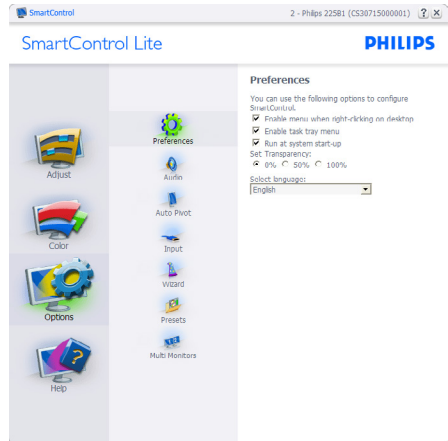 SmartControl
2 - Philips 225B1 (CS30715000001)
SmartControl Lite
PHILIPS
Adjust
Color
Options
Help
Preferences
Audio
Auto Pivot
Input
Wizard
Presets
Multi Monitors
Preferences
You can use the following options to configure
SmartControl.
Enable menu when right-clicking on desktop
Enable task tray menu
Run at system start-up
Set Transparency:
0% 50% 100%
Select language:
English